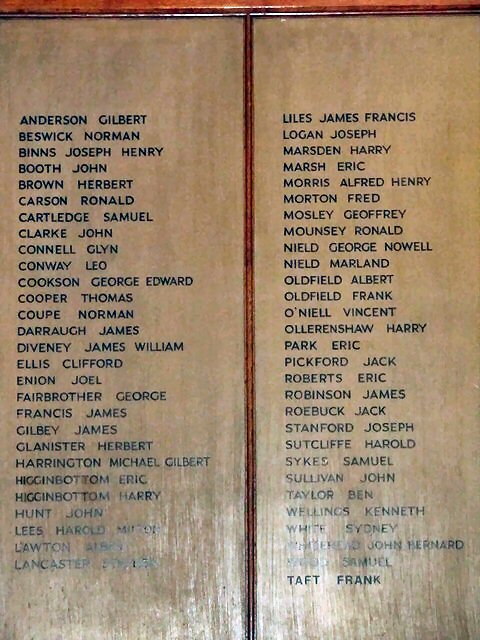 ANDERSON GILBERT
BESWICK NORMAN
BINNS JOSEPH HENRY
BOOTH JOHN
BROWN HERBERT
CARSON RONALD
CARTLEDGE SAMUEL
CLARKE JOHN
CONNELL GLYN
CONWAY LEO
COOKSON GEORGE EDWARD
COOPER THOMAS
COUPE NORMAN
DARRAUGH JAMES
DIVENEY JAMES WILLIAM
ELLIS CLIFFORD
ENION JOEL
FAIRBROTHER GEORGE
FRANCIS JAMES
GILBEY JAMES
GLANISTER HERBERT
HARRINGTON MICHAEL GILBERT
HIGGINBOTTOM ERIC
HIGGINBOTTOM HARRY
HUNT JOHN
LEES HAROLD
LAWTON
LANCASTER
LILES JAMES FRANCIS
LOGAN JOSEPH
MARSDEN HARRY
MARSH ERIC
MORRIS ALFRED HENRY
MORTON FRED
MOSLEY GEOFFREY
MOUNSEY RONALD
NIELD GEORGE NOWELL
NIELD MARLAND
OLDFIELD ALBERT
OLDFIELD FRANK
O'NIELL VINCENT
OLLERENSHAW HARRY
PARK ERIC
PICKFORD JACK
ROBERTS ERIC
ROBINSON JAMES
ROEBUCK JACK
STANFORD JOSEPH
SUTCLIFFE HAROLD
SYKES SAMUEL
SULLIVAN JOHN
TAYLOR BEN
WELLINGS KENNETH
WHITE SYDNEY
WHITEHEAD JOHN BERNARD
SAMUEL
TAFT FRANK